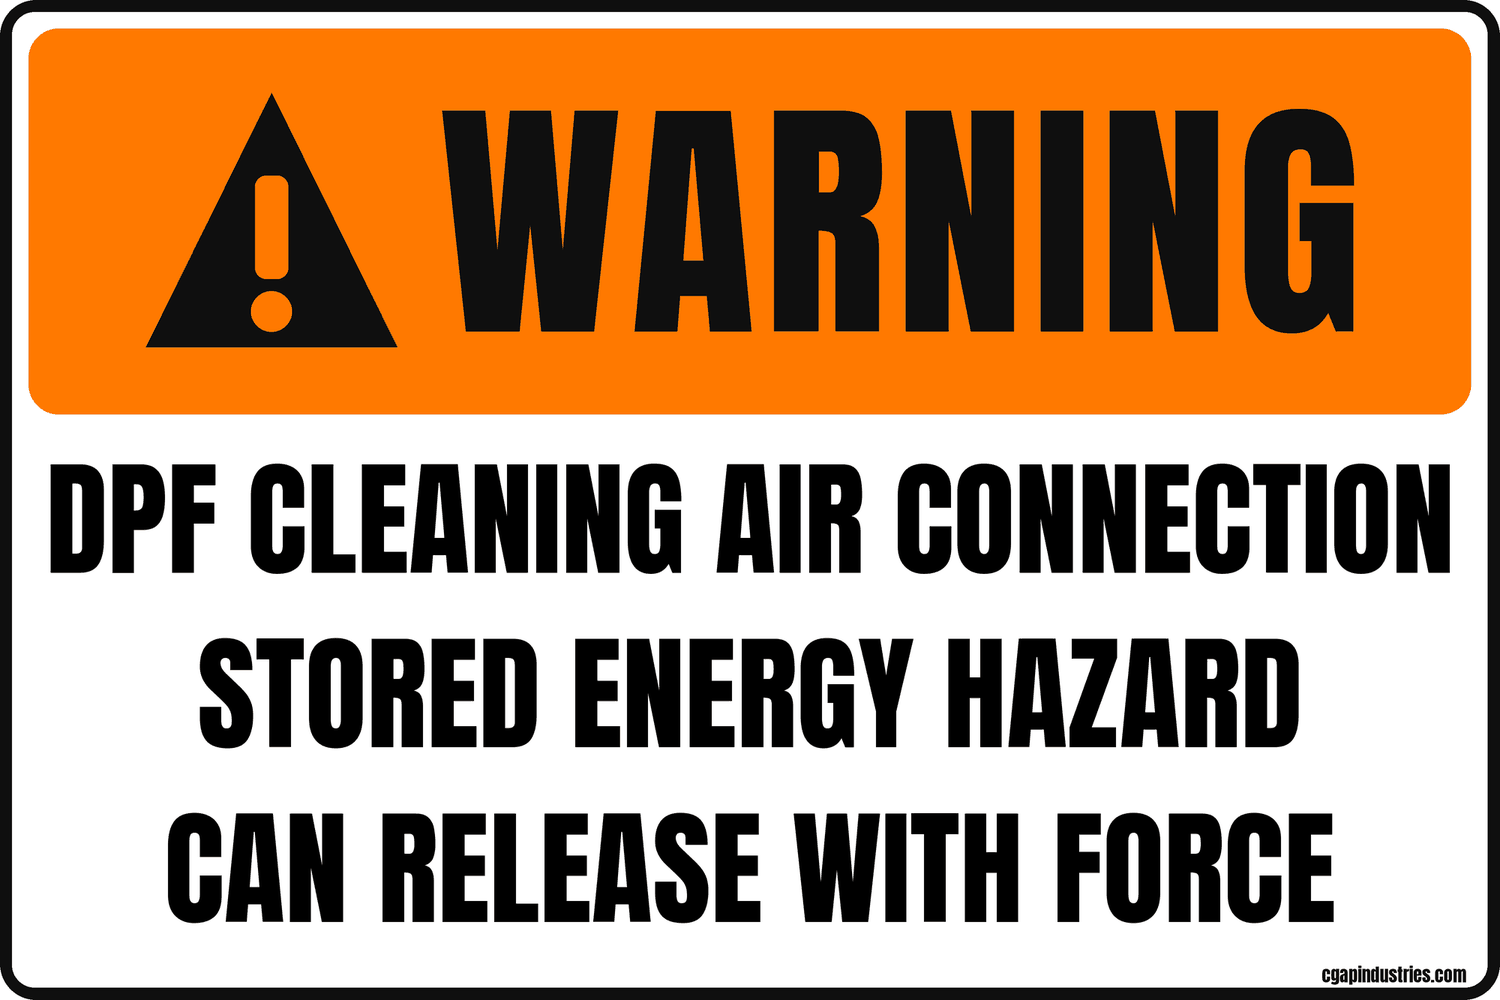 WARNING
DPF CLEANING AIR CONNECTION
STORED ENERGY HAZARD
CAN RELEASE WITH FORCE
cgapindustries.com